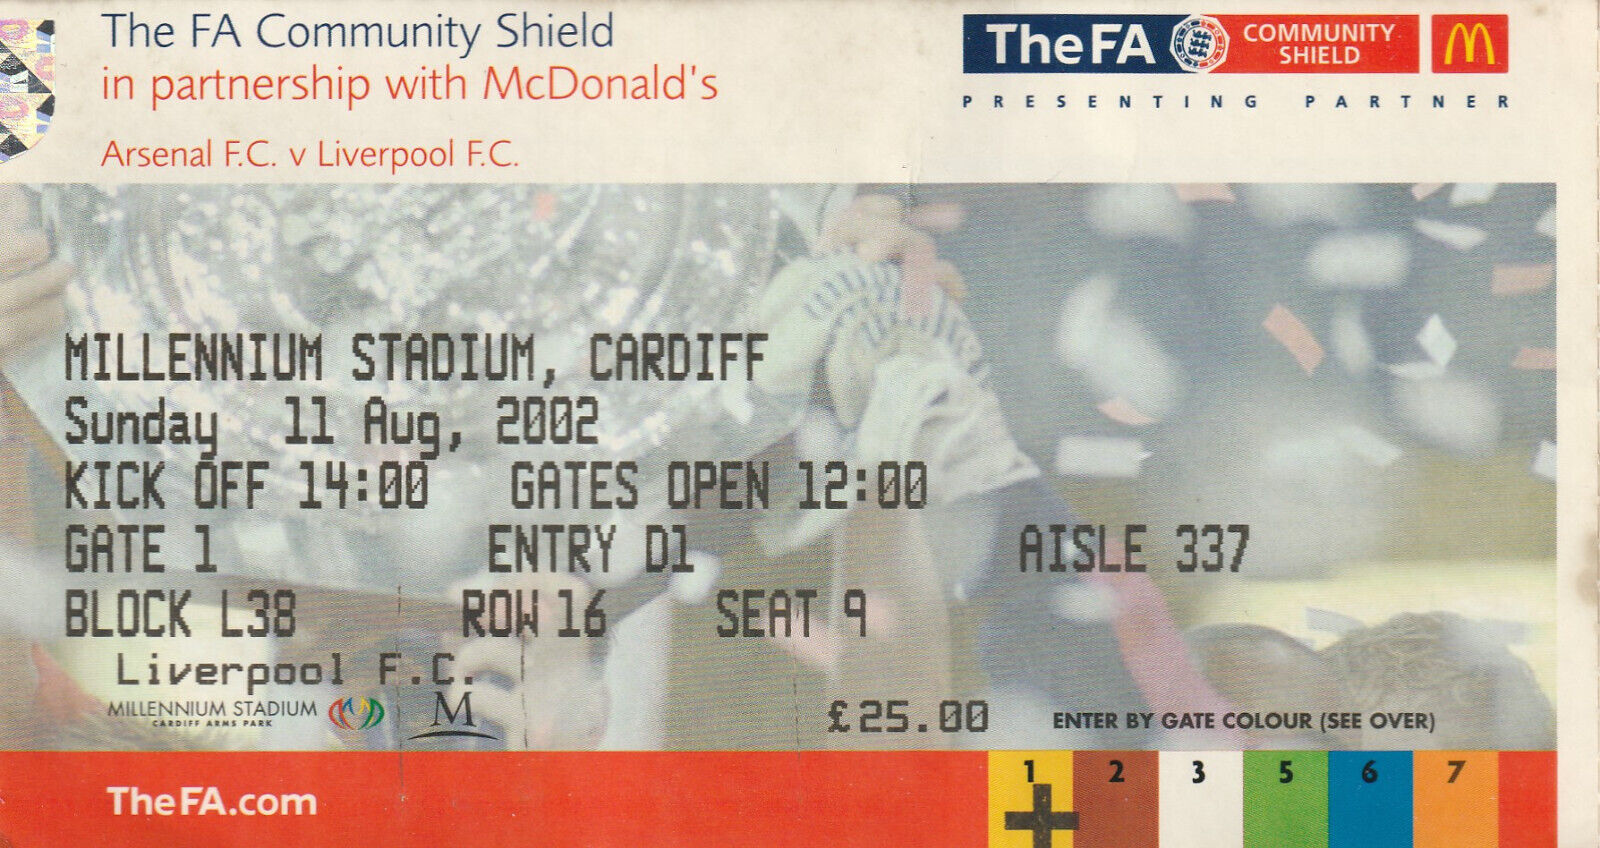 The FA Community Shield
in partnership with McDonald's
Arsenal F.C. v Liverpool F.C.
TheFA COMMUNITY SHIELD
PRESENTING PARTNER
MILLENNIUM STADIUM, CARDIFF
Sunday 11 Aug, 2002
KICK OFF 14:00 GATES OPEN 12:00
GATE 1 ENTRY D1 AISLE 337
BLOCK L38 ROW 16 SEAT 9
Liverpool F.C.
MILLENNIUM STADIUM
CARDIFF ARMS PARK
M
£25.00
ENTER BY GATE COLOUR (SEE OVER)
TheFA.com
1 2 3 5 6 7